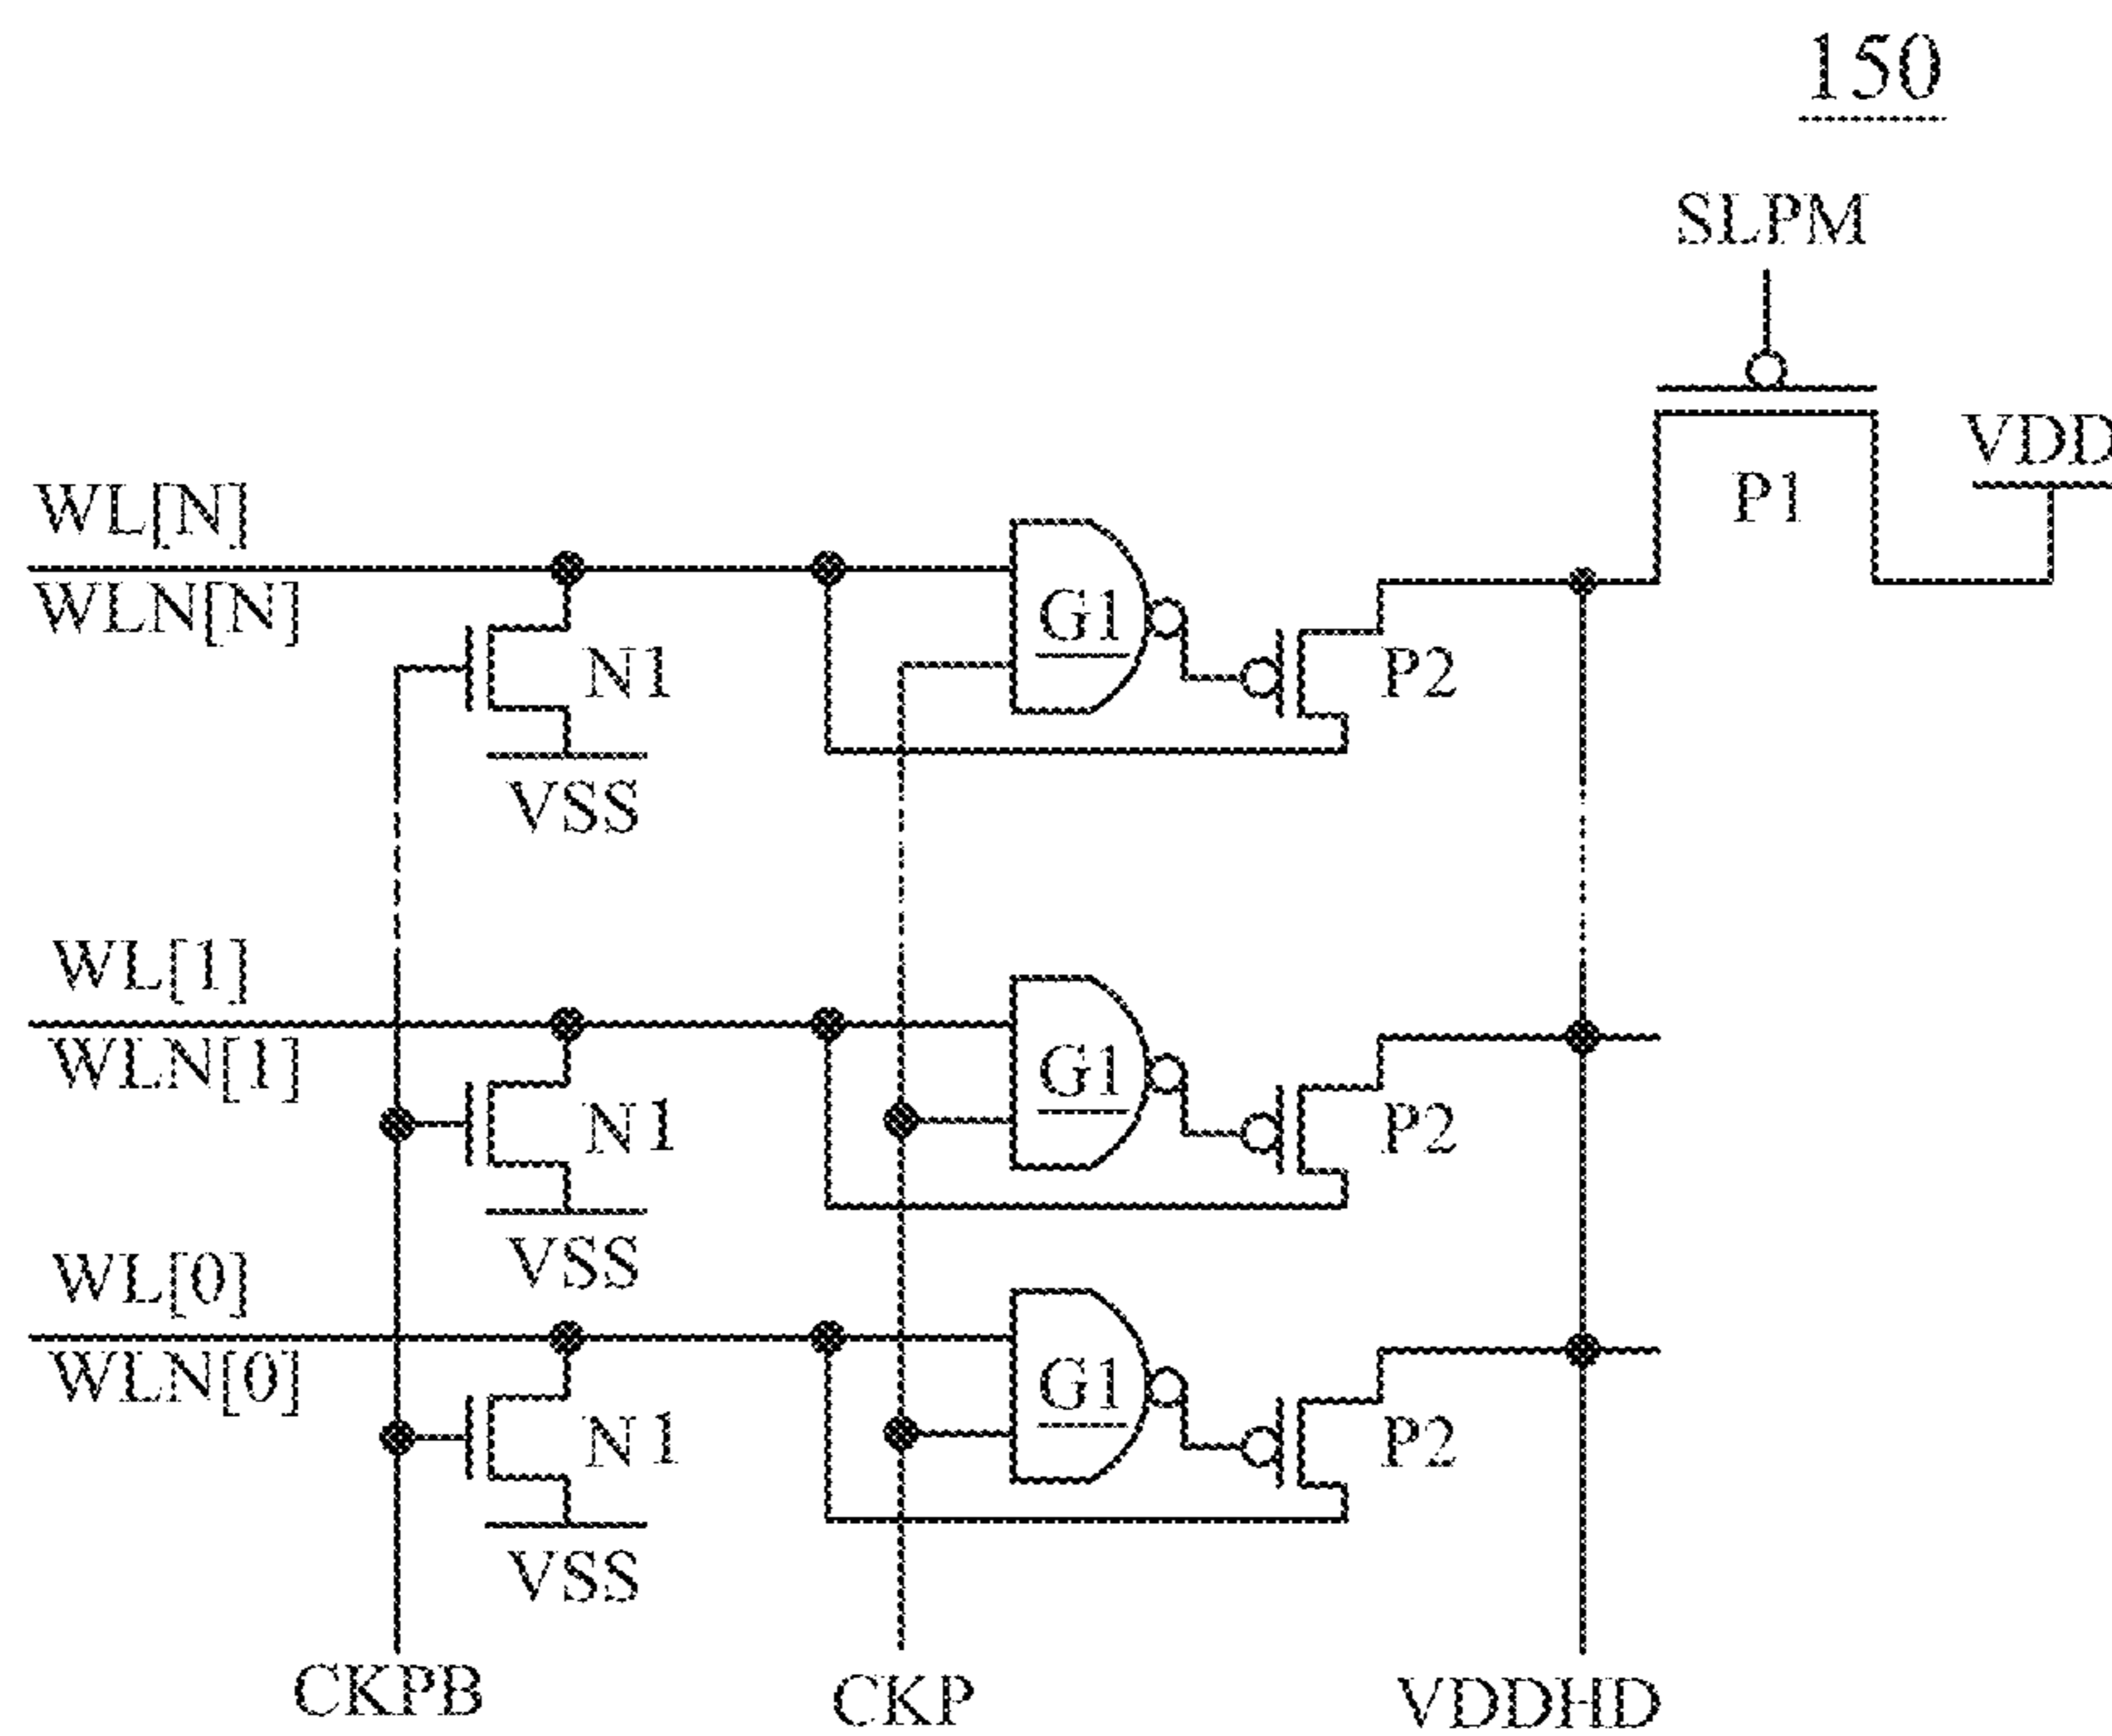 150
SLPM
VDD
P1
WL[N]
WLN[N]
G1
N1
P2
VSS
WL[1]
WLN[1]
G1
N1
P2
VSS
WL[0]
WLN[0]
G1
N1
P2
VSS
CKPB
CKP
VDDHD